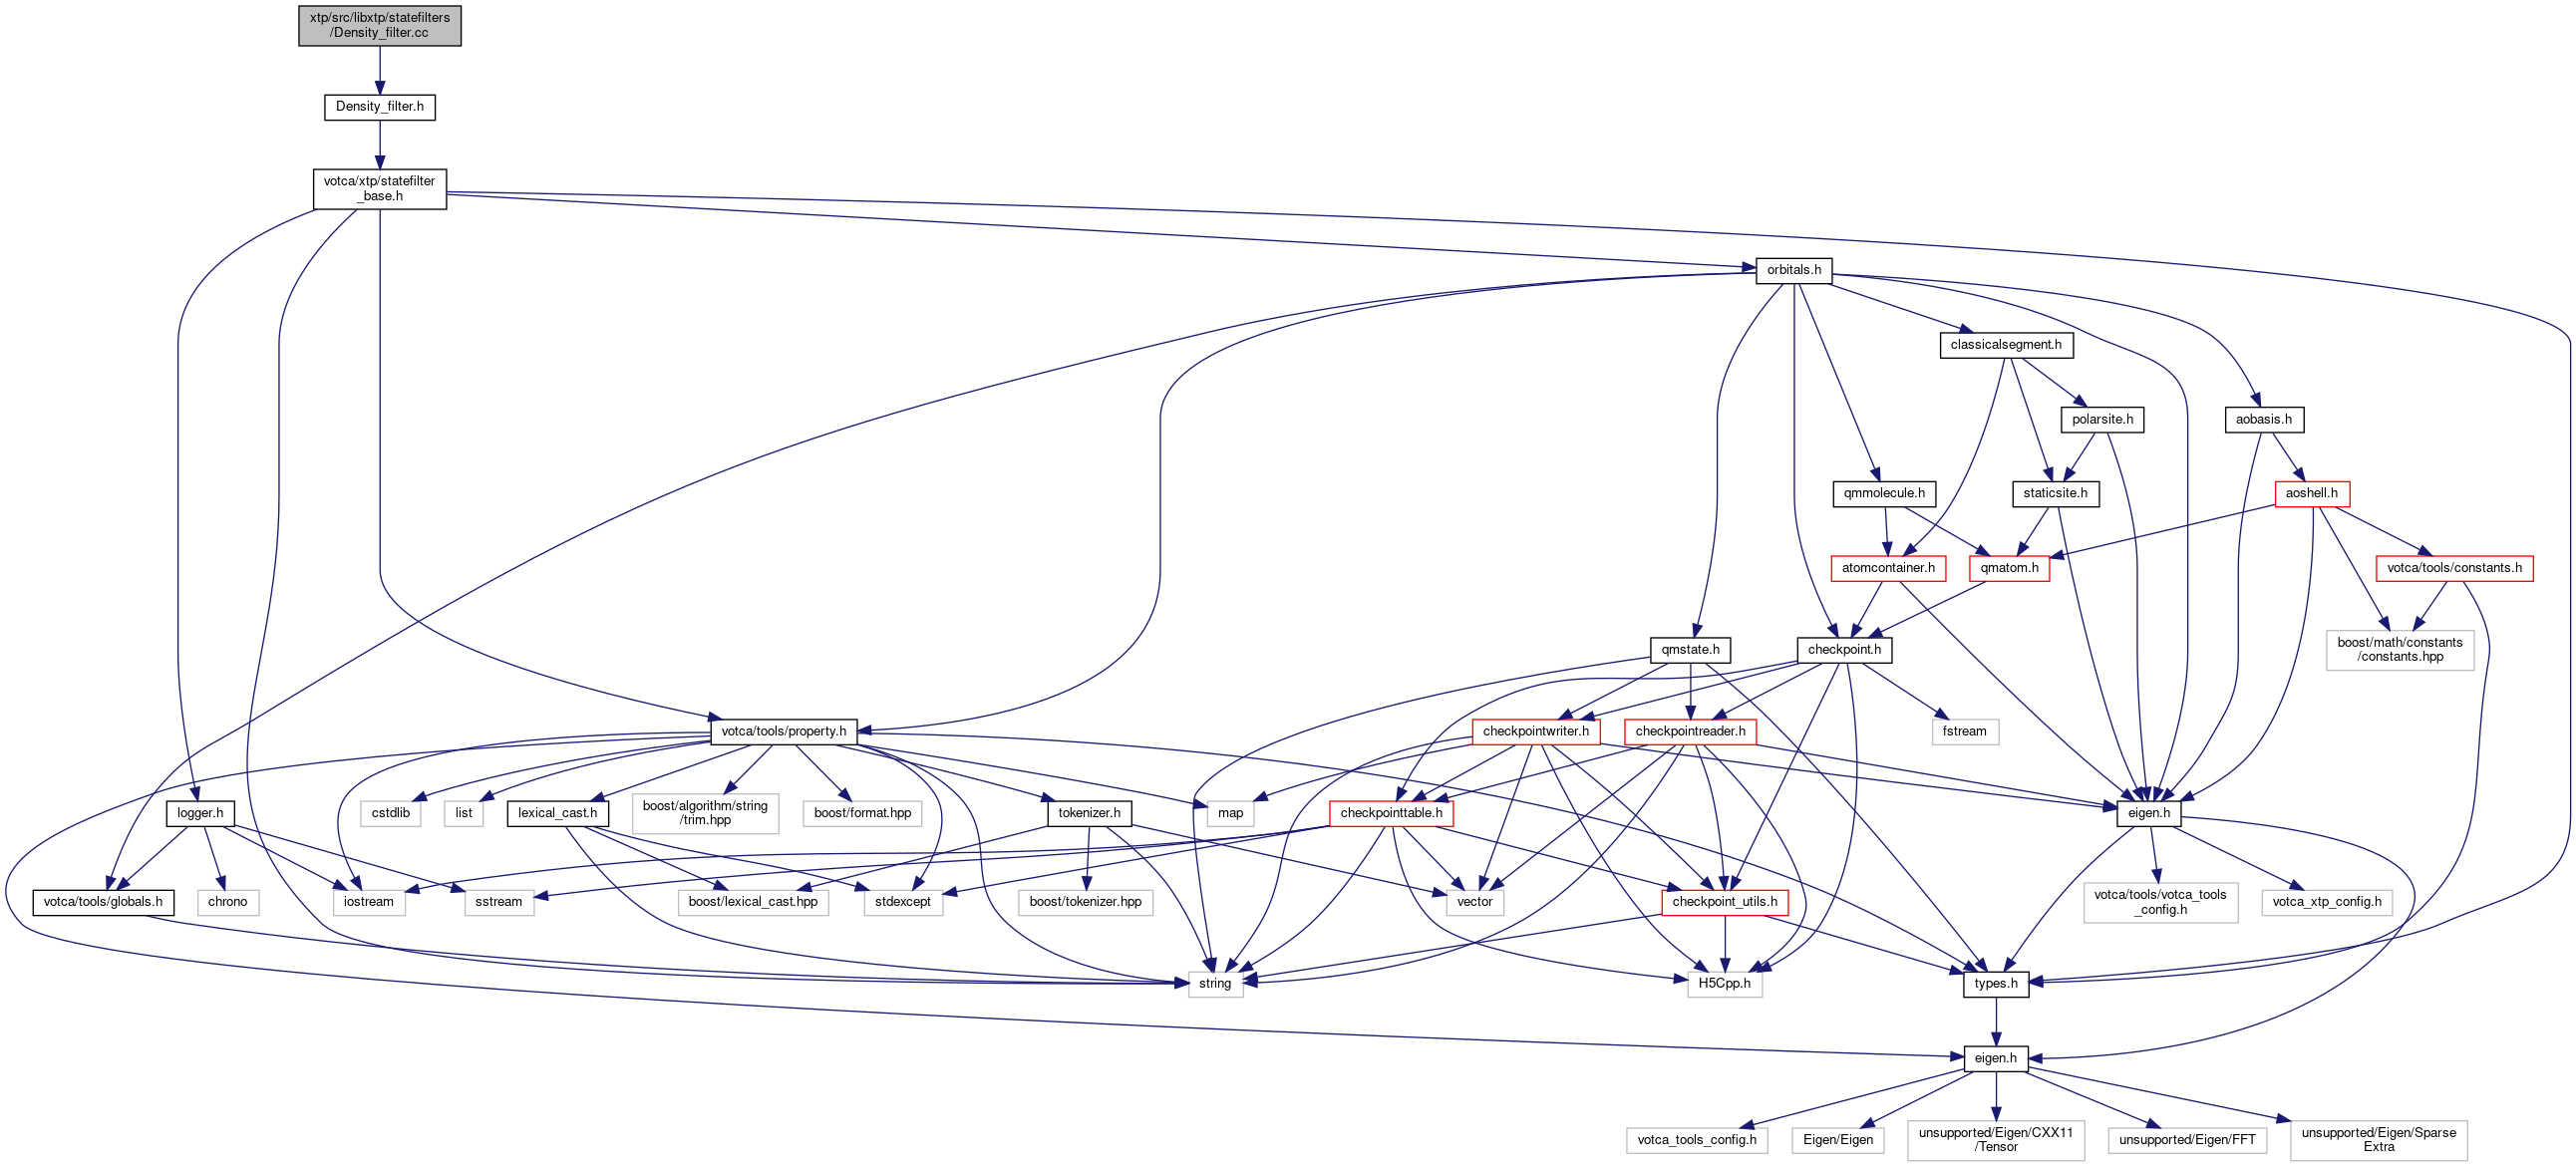 xtp/src/libxtp/statefilters
/Density_filter.cc
Density_filter.h
votca/xtp/statefilter
_base.h
orbitals.h
classicalsegment.h
polarsite.h
aobasis.h
qmmolecule.h
staticsite.h
aoshell.h
atomcontainer.h
qmatom.h
votca/tools/constants.h
qmstate.h
checkpoint.h
boost/math/constants
/constants.hpp
votca/tools/property.h
checkpointwriter.h
checkpointreader.h
fstream
logger.h
cstdlib
list
lexical_cast.h
boost/algorithm/string
/trim.hpp
boost/format.hpp
tokenizer.h
map
checkpointtable.h
eigen.h
votca/tools/globals.h
chrono
iostream
sstream
boost/lexical_cast.hpp
stdexcept
boost/tokenizer.hpp
vector
checkpoint_utils.h
votca/tools/votca_tools
_config.h
votca_xtp_config.h
string
H5Cpp.h
types.h
eigen.h
votca_tools_config.h
Eigen/Eigen
unsupported/Eigen/CXX11
/Tensor
unsupported/Eigen/FFT
unsupported/Eigen/Sparse
Extra